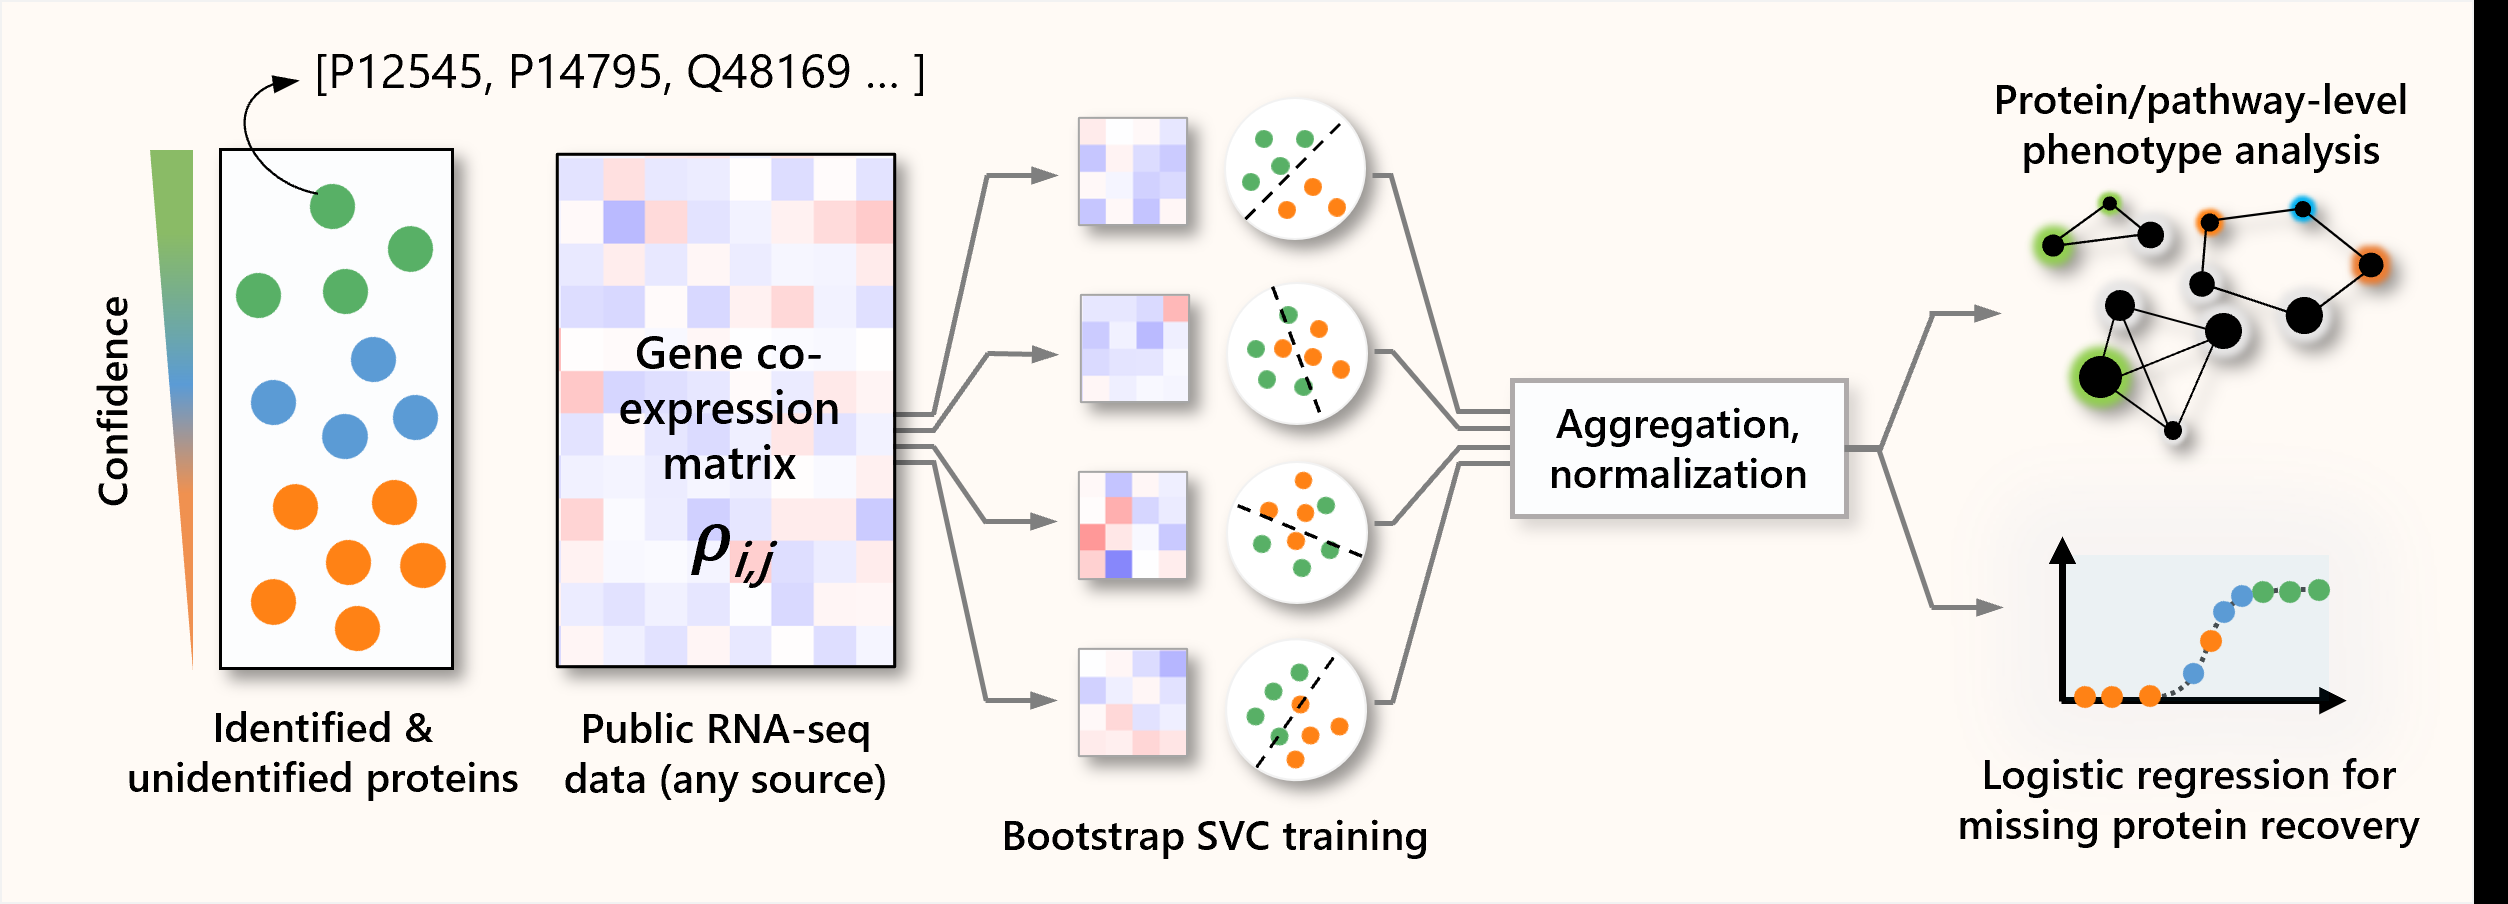 [P12545, P14795, Q48169 ... ]
Confidence
Identified &
unidentified proteins
Gene co-
expression
matrix
ρi,j
Public RNA-seq
data (any source)
Bootstrap SVC training
Aggregation,
normalization
Protein/pathway-level
phenotype analysis
Logistic regression for
missing protein recovery